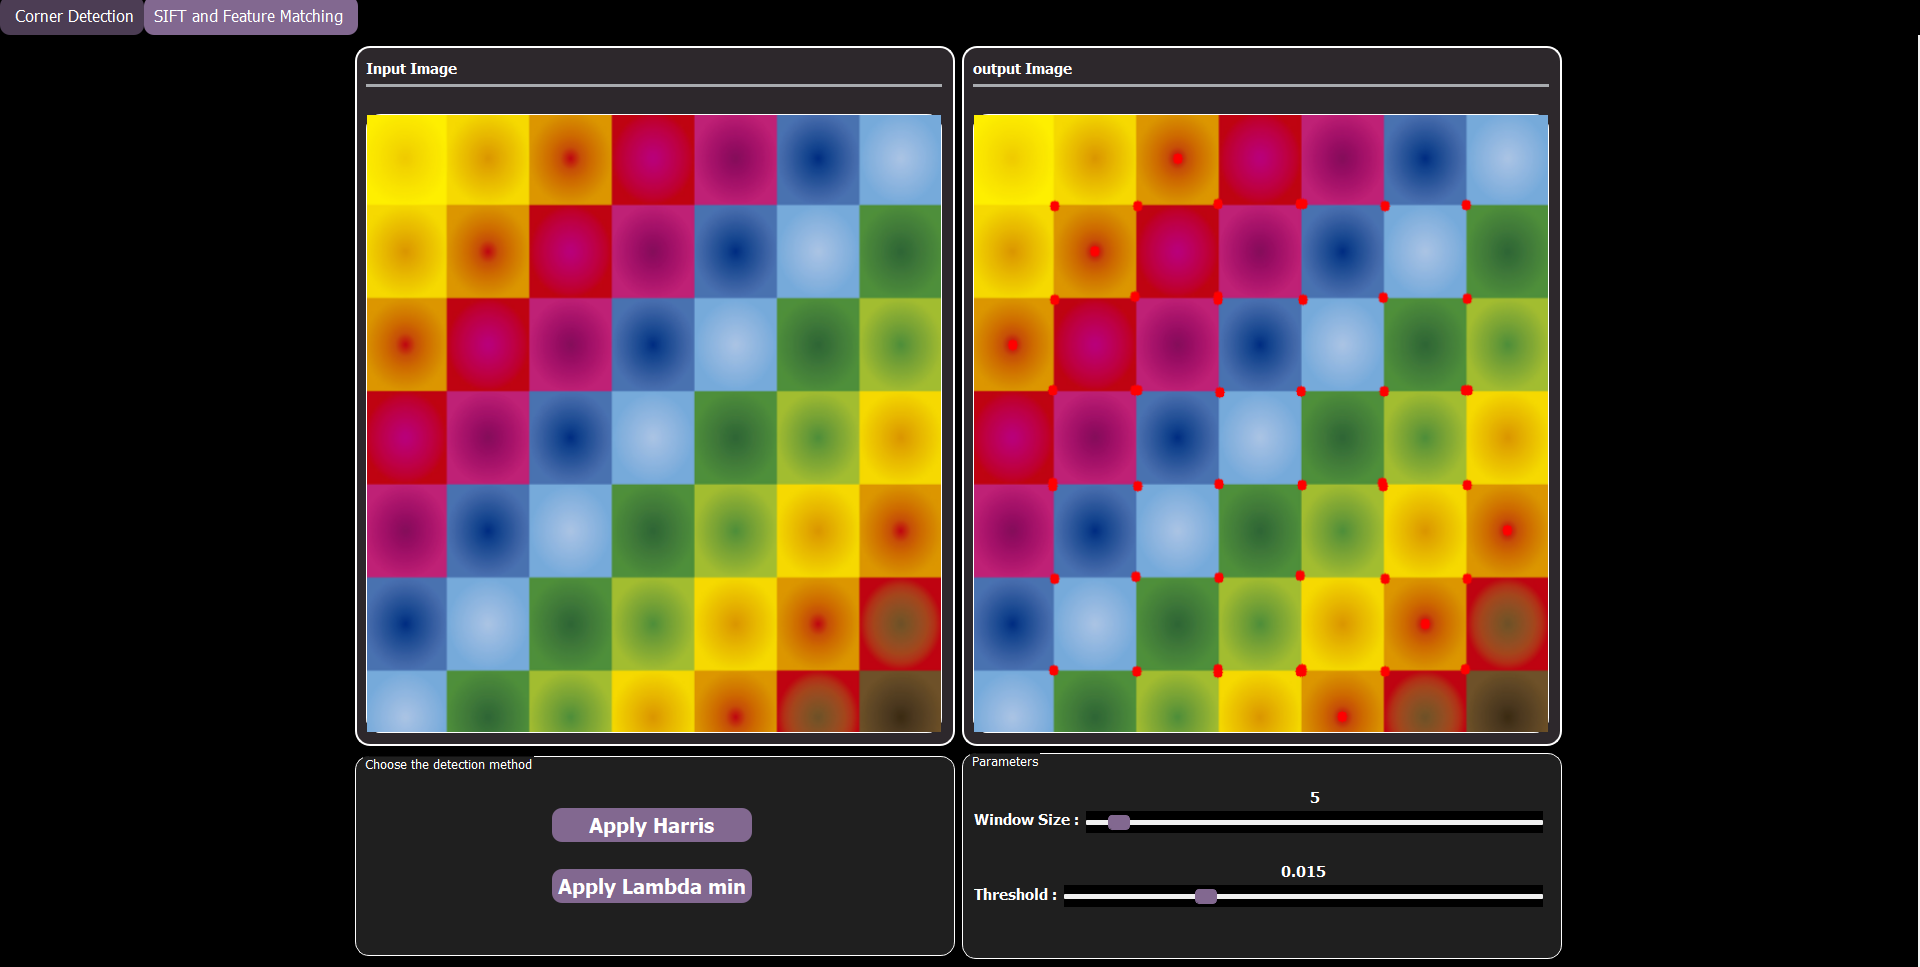 Corner Detection
SIFT and Feature Matching
Input Image
output Image
Choose the detection method
Apply Harris
Apply Lambda min
Parameters
5
Window Size :
0.015
Threshold :